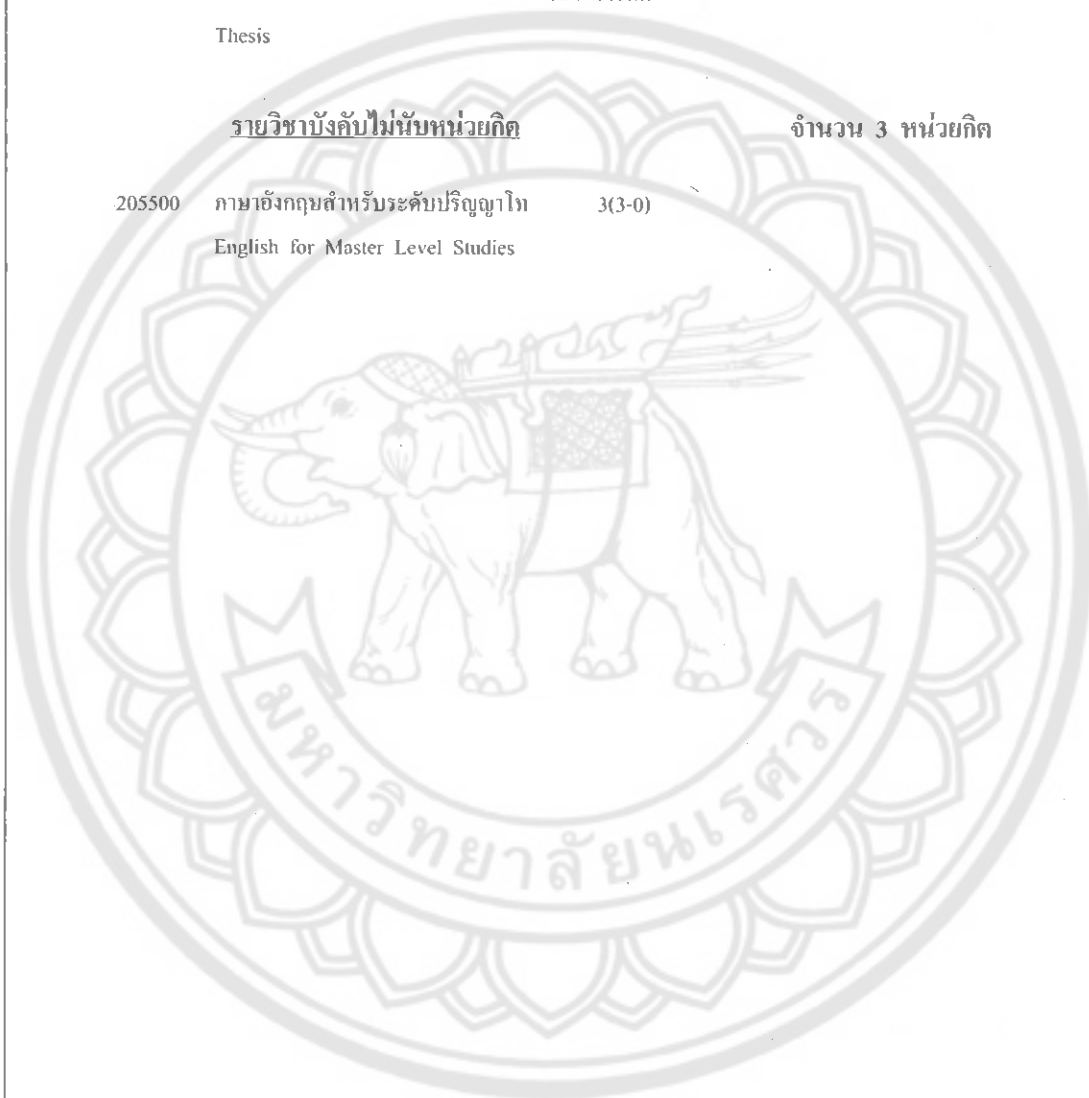 Thesis
รายวิชาบังคับไม่นับหน่วยกิต จำนวน 3 หน่วยกิต
205500 ภาษาอังกฤษสำหรับระดับปริญญาโท 3(3-0)
English for Master Level Studies
มหาวิทยาลัยนเรศวร